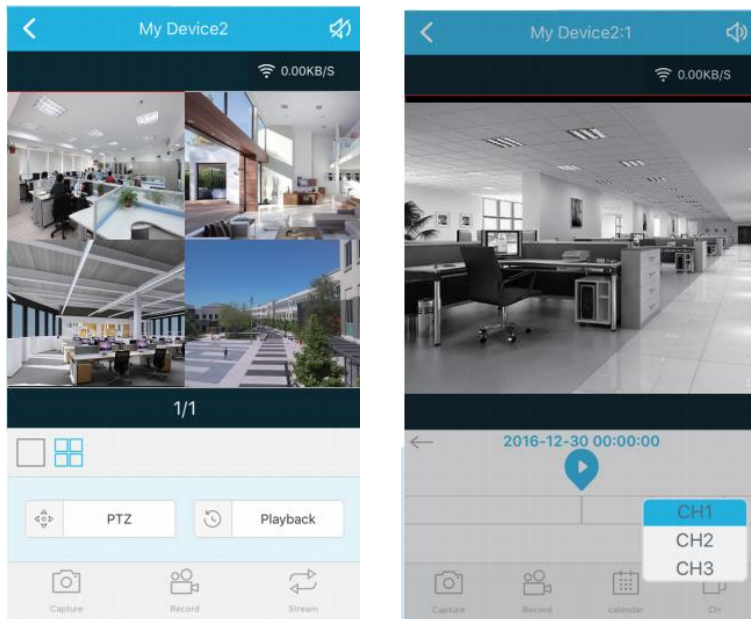 My Device2
0.00KB/S
1/1
PTZ
Playback
Capture
Record
Stream
My Device2:1
0.00KB/S
2016-12-30 00:00:00
CH1
CH2
CH3
Capture
Record
calendar
CH